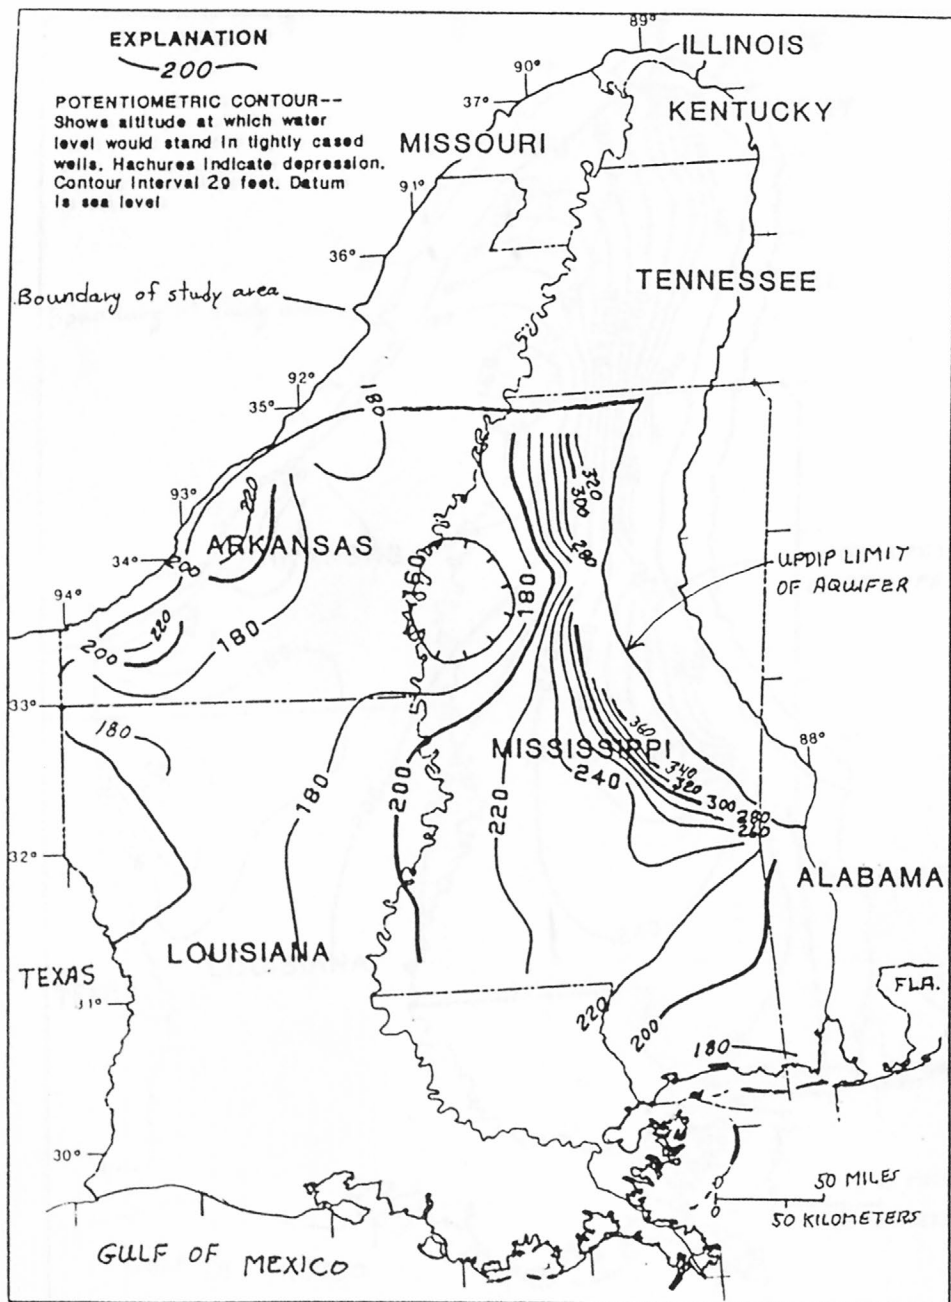 EXPLANATION
200
POTENTIOMETRIC CONTOUR--
Shows altitude at which water
level would stand in tightly cased
wells. Hachures indicate depression.
Contour Interval 20 feet. Datum
is sea level
ILLINOIS
KENTUCKY
MISSOURI
TENNESSEE
Boundary of study area
89°
90°
37°
91°
36°
92°
35°
93°
34°
94°
33°
88°
32°
31°
30°
180
220
320
300
280
ARKANSAS
200
160
180
UPDIP LIMIT
OF AQUIFER
220
200
180
180
360
MISSISSIPPI
340
320
300
280
260
240
180
200
220
ALABAMA
LOUISIANA
TEXAS
FLA.
220
200
180
50 MILES
0
0
50 KILOMETERS
GULF OF MEXICO